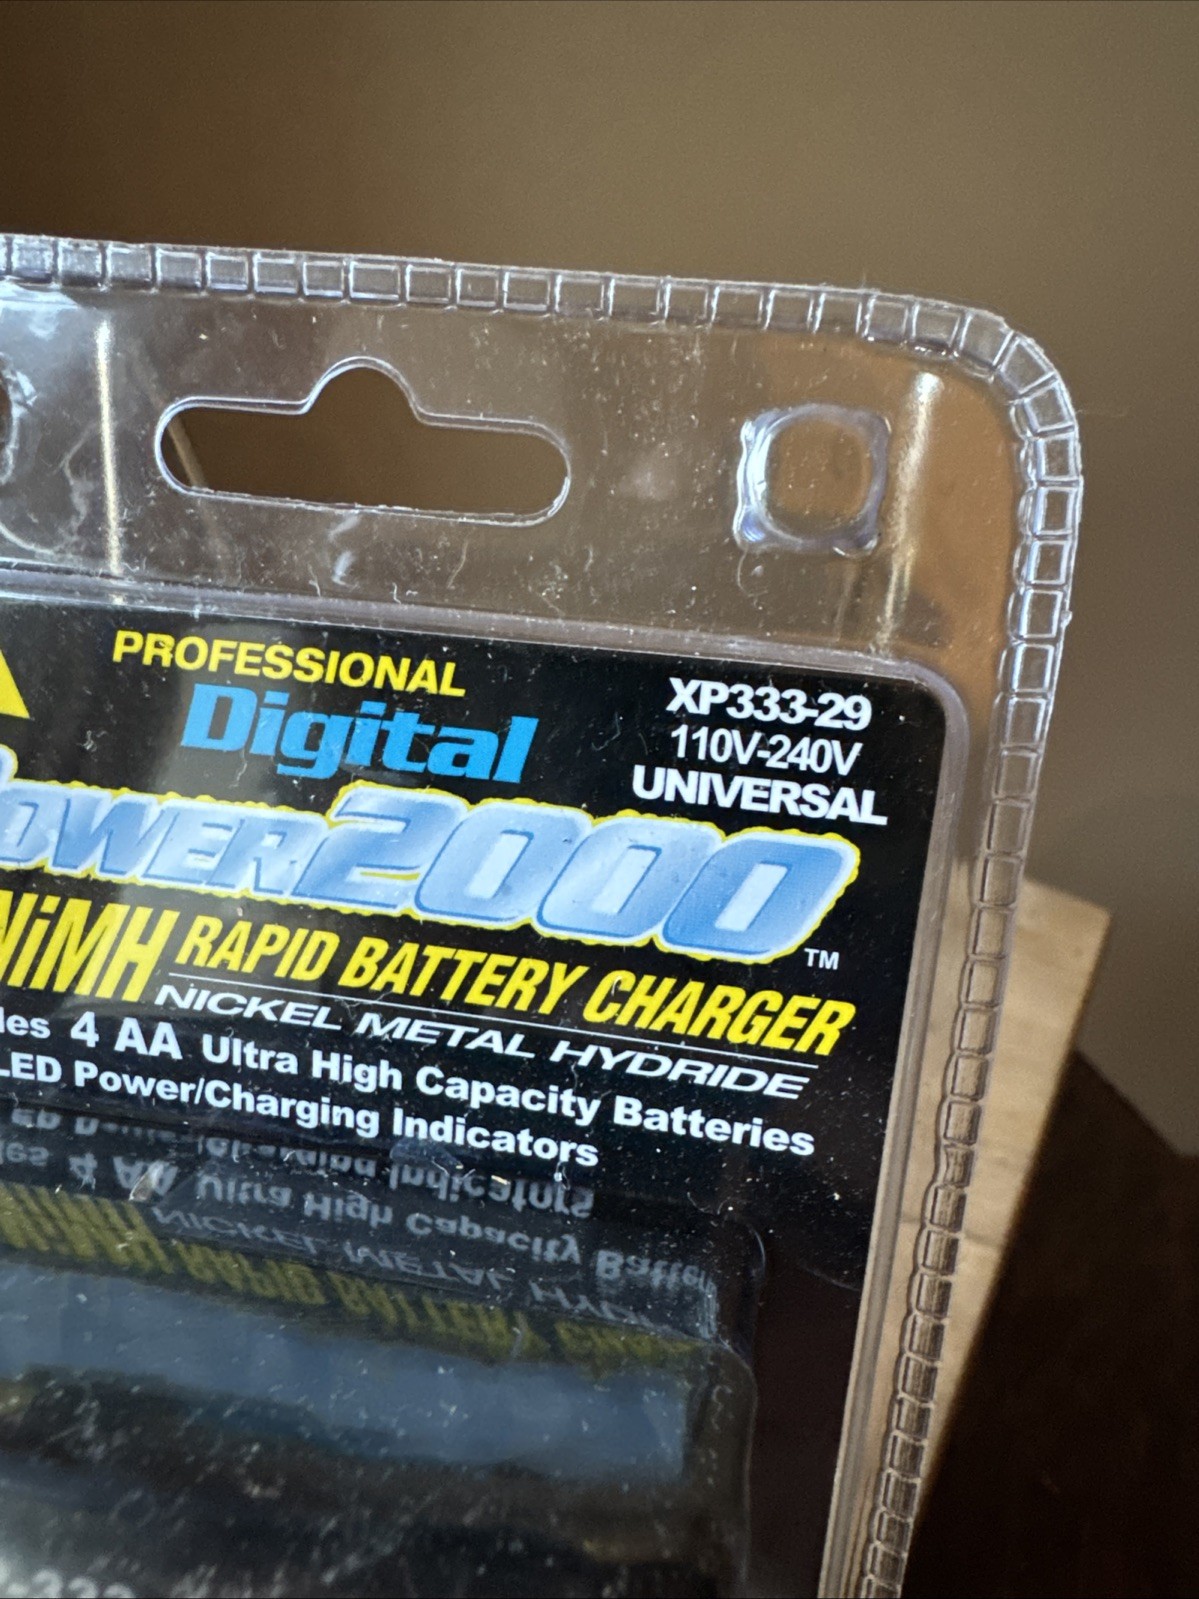 PROFESSIONAL
Digital
XP333-29
110V-240V
UNIVERSAL
POWER2000™
NiMH RAPID BATTERY CHARGER
NICKEL METAL HYDRIDE
4 AA Ultra High Capacity Batteries
LED Power/Charging Indicators